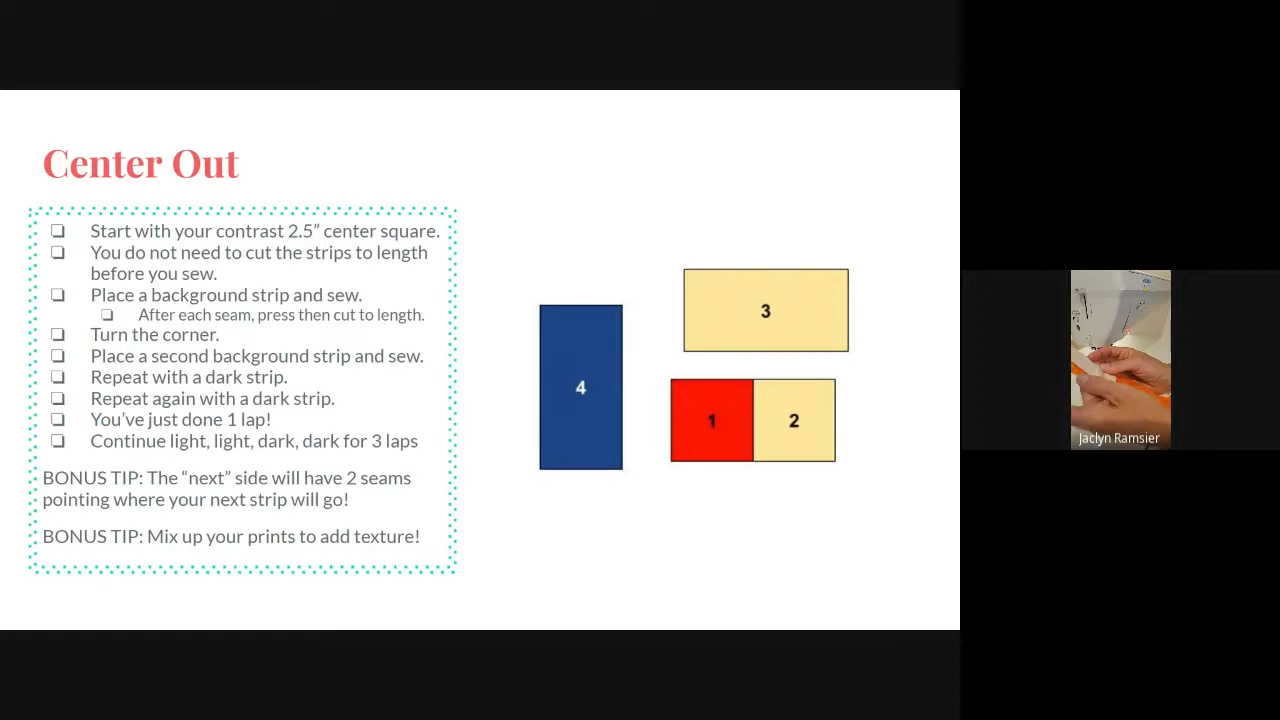 Center Out
❏ Start with your contrast 2.5” center square.
❏ You do not need to cut the strips to length
before you sew.
❏ Place a background strip and sew.
❏ After each seam, press then cut to length.
❏ Turn the corner.
❏ Place a second background strip and sew.
❏ Repeat with a dark strip.
❏ Repeat again with a dark strip.
❏ You’ve just done 1 lap!
❏ Continue light, light, dark, dark for 3 laps
BONUS TIP: The “next” side will have 2 seams
pointing where your next strip will go!
BONUS TIP: Mix up your prints to add texture!
3
4
1 2
Jaclyn Ramsier